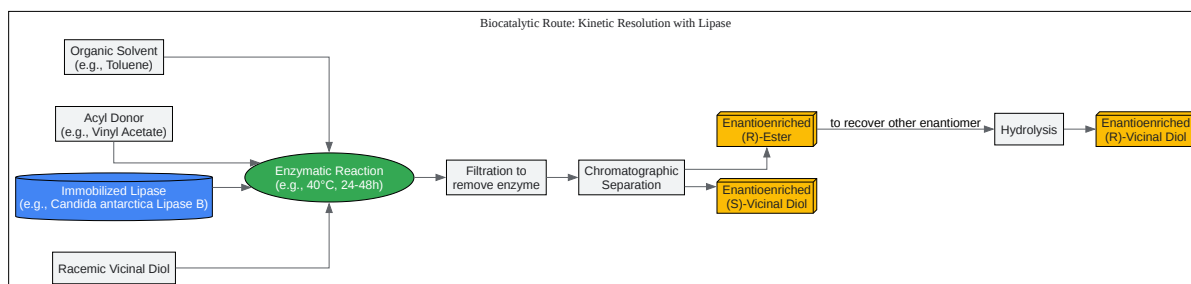 Biocatalytic Route: Kinetic Resolution with Lipase
Organic Solvent
(e.g., Toluene)
Acyl Donor
(e.g., Vinyl Acetate)
Immobilized Lipase
(e.g., Candida antarctica Lipase B)
Racemic Vicinal Diol
Enzymatic Reaction
(e.g., 40°C, 24-48h)
Filtration to
remove enzyme
Chromatographic
Separation
Enantioenriched
(R)-Ester
Enantioenriched
(S)-Vicinal Diol
to recover other enantiomer
Hydrolysis
Enantioenriched
(R)-Vicinal Diol